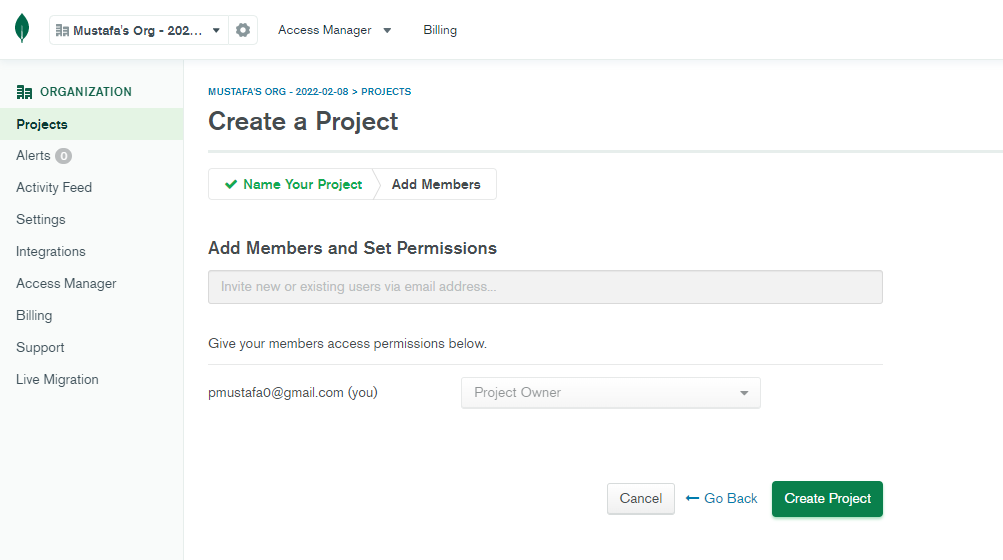 Mustafa's Org - 202...
Access Manager
Billing
ORGANIZATION
Projects
Alerts 0
Activity Feed
Settings
Integrations
Access Manager
Billing
Support
Live Migration
MUSTAFA'S ORG - 2022-02-08 > PROJECTS
Create a Project
Name Your Project
Add Members
Add Members and Set Permissions
Invite new or existing users via email address...
Give your members access permissions below.
pmustafa0@gmail.com (you)
Project Owner
Cancel
Go Back
Create Project